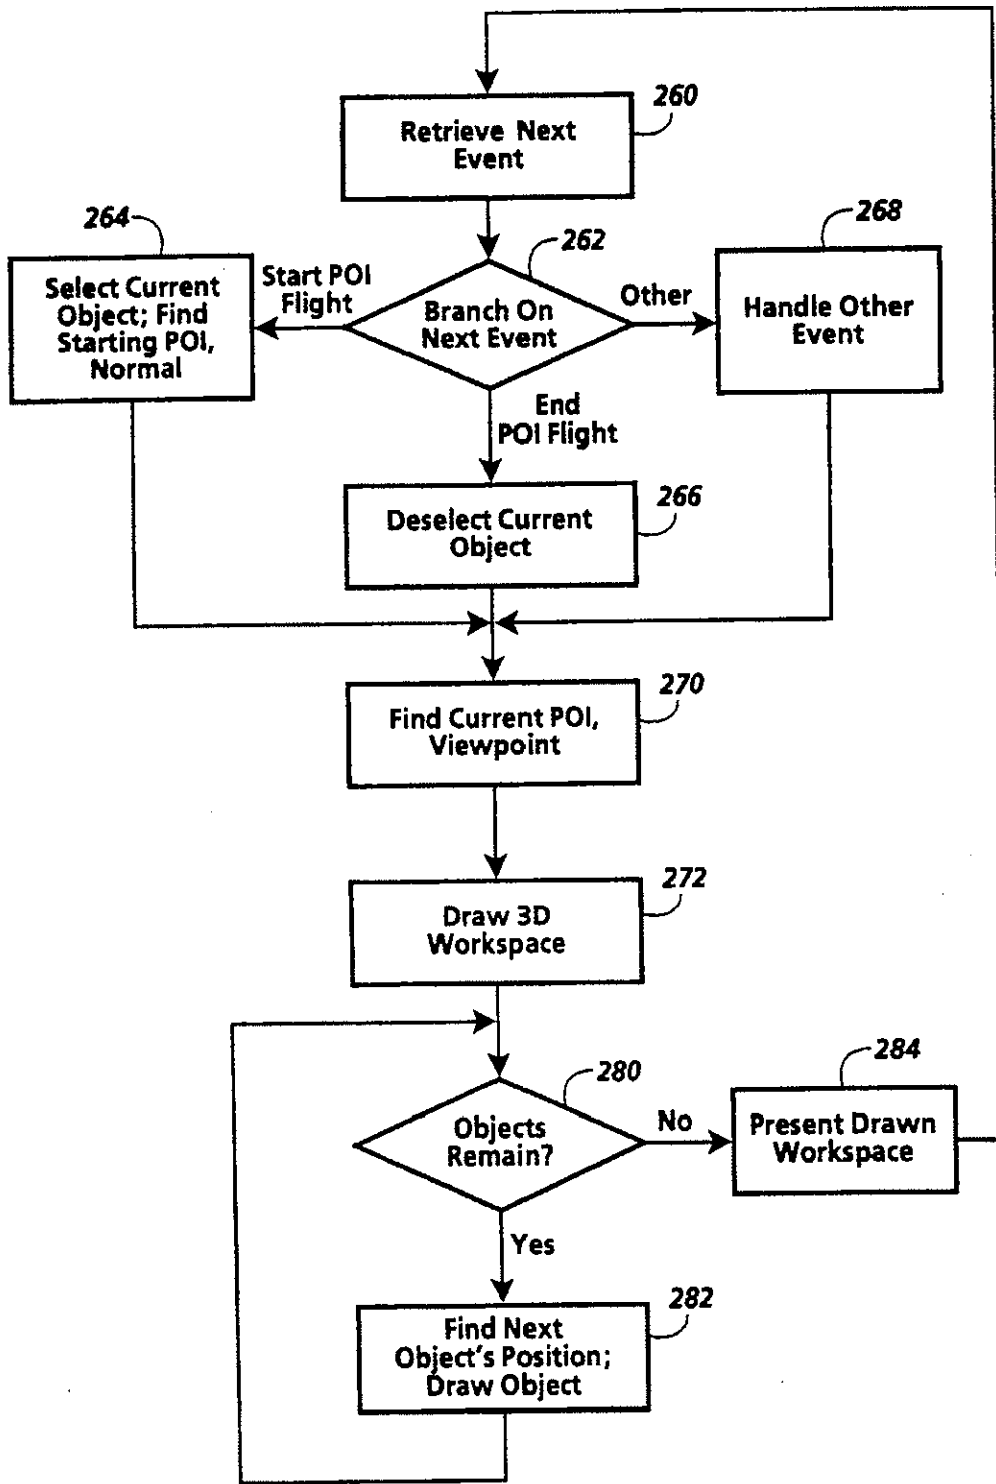 260
Retrieve Next
Event
264
262
268
Select Current
Object; Find
Starting POI,
Normal
Start POI
Flight
Branch On
Next Event
Other
Handle Other
Event
End
POI Flight
266
Deselect Current
Object
270
Find Current POI,
Viewpoint
272
Draw 3D
Workspace
280
Objects
Remain?
No
284
Present Drawn
Workspace
Yes
282
Find Next
Object's Position;
Draw Object